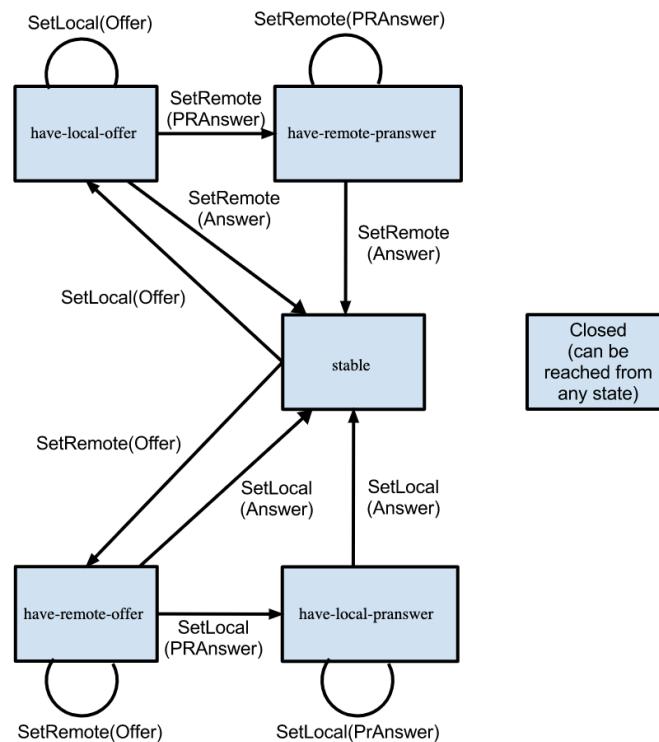 SetLocal(Offer)
SetRemote(PRAnswer)
have-local-offer
SetRemote
(PRAnswer)
have-remote-pranswer
SetRemote
(Answer)
SetRemote
(Answer)
SetLocal(Offer)
stable
Closed
(can be
reached from
any state)
SetRemote(Offer)
SetLocal
(Answer)
SetLocal
(Answer)
have-remote-offer
SetLocal
(PRAnswer)
have-local-pranswer
SetRemote(Offer)
SetLocal(PrAnswer)